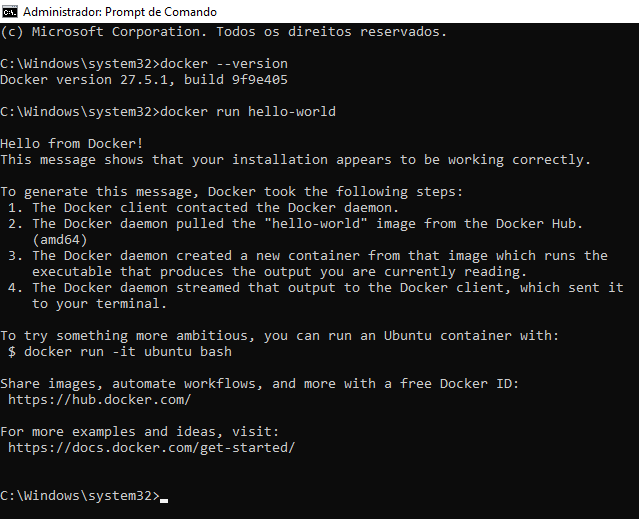 Administrador: Prompt de Comando
(c) Microsoft Corporation. Todos os direitos reservados.
C:\Windows\system32>docker --version
Docker version 27.5.1, build 9f9e405
C:\Windows\system32>docker run hello-world
Hello from Docker!
This message shows that your installation appears to be working correctly.
To generate this message, Docker took the following steps:
1. The Docker client contacted the Docker daemon.
2. The Docker daemon pulled the "hello-world" image from the Docker Hub.
(amd64)
3. The Docker daemon created a new container from that image which runs the
executable that produces the output you are currently reading.
4. The Docker daemon streamed that output to the Docker client, which sent it
to your terminal.
To try something more ambitious, you can run an Ubuntu container with:
$ docker run -it ubuntu bash
Share images, automate workflows, and more with a free Docker ID:
https://hub.docker.com/
For more examples and ideas, visit:
https://docs.docker.com/get-started/
C:\Windows\system32>